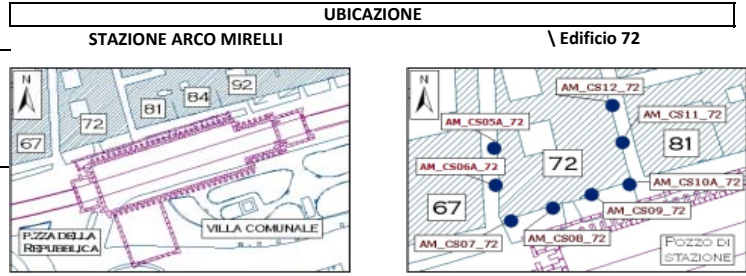 UBICAZIONE
STAZIONE ARCO MIRELLI
\ Edificio 72
N
67
72
81
84
92
P.ZZA DELLA
REPUBBLICA
VILLA COMUNALE
N
AM_CS12_72
AM_CS11_72
AM_CS05A_72
81
AM_CS06A_72
72
AM_CS10A_72
67
AM_CS09_72
AM_CS07_72
AM_CS08_72
POZZO DI
STAZIONE